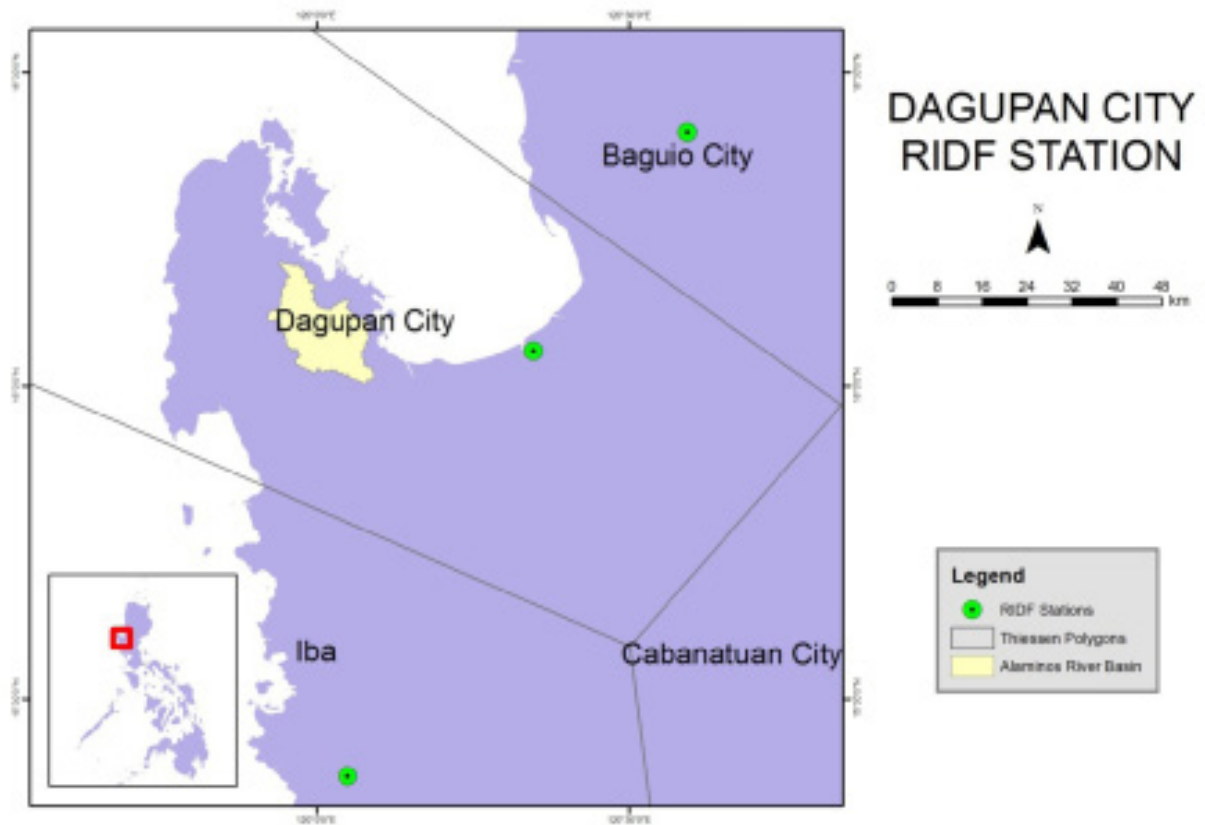 DAGUPAN CITY
RIDF STATION
N
0 8 16 24 32 40 48
km
Baguio City
Dagupan City
Iba
Cabanatuan City
Legend
RIDF Stations
Thiessen Polygons
Alaminos River Basin